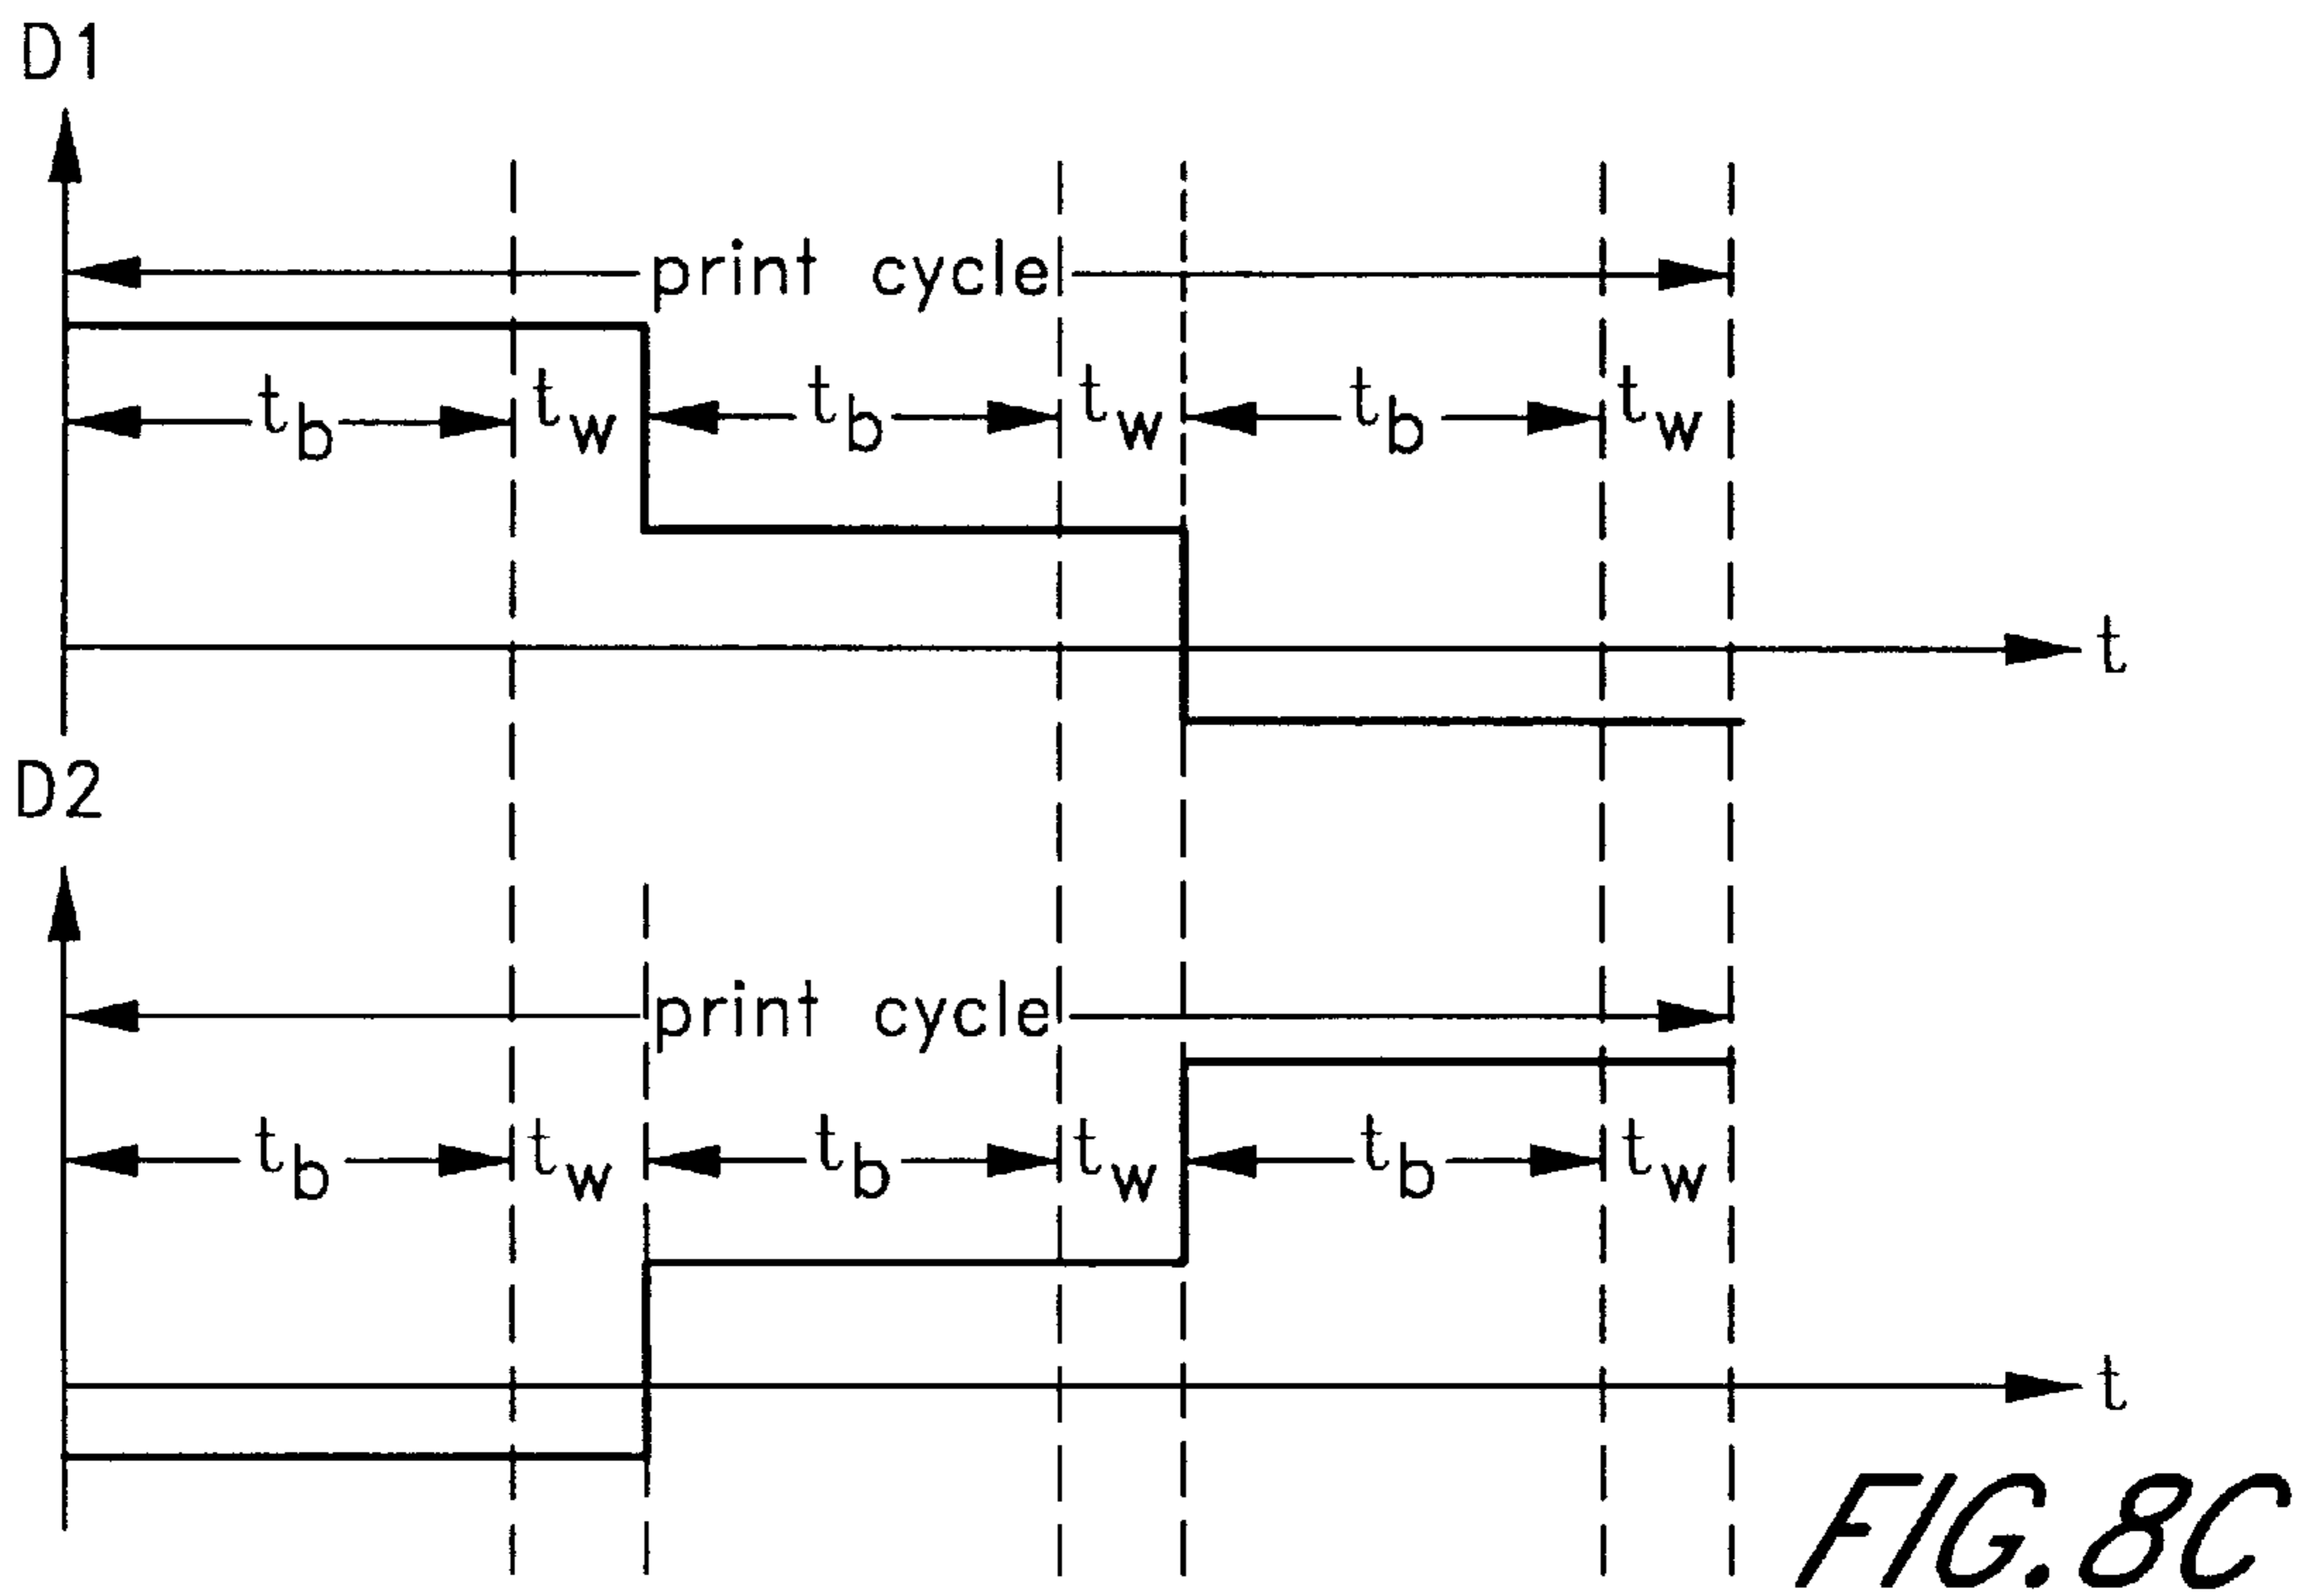 D1
print cycle
t_b t_w t_b t_w t_b t_w
t
D2
print cycle
t_b t_w t_b t_w t_b t_w
t
FIG. 8C